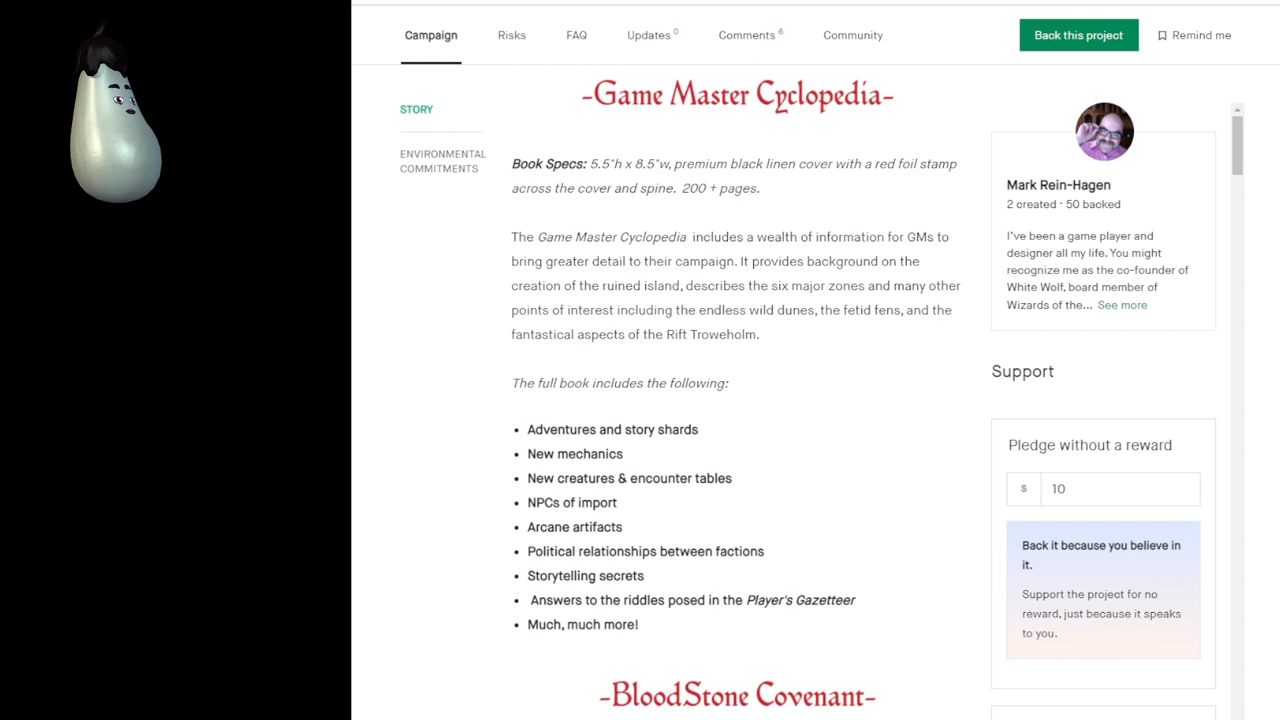 Campaign Risks FAQ Updates 0 Comments 6 Community Back this project Remind me
STORY
ENVIRONMENTAL
COMMITMENTS
-Game Master Cyclopedia-
Book Specs: 5.5"h x 8.5"w, premium black linen cover with a red foil stamp
across the cover and spine. 200 + pages.
The Game Master Cyclopedia includes a wealth of information for GMs to
bring greater detail to their campaign. It provides background on the
creation of the ruined island, describes the six major zones and many other
points of interest including the endless wild dunes, the fetid fens, and the
fantastical aspects of the Rift Troweholm.
The full book includes the following:
• Adventures and story shards
• New mechanics
• New creatures & encounter tables
• NPCs of import
• Arcane artifacts
• Political relationships between factions
• Storytelling secrets
• Answers to the riddles posed in the Player's Gazetteer
• Much, much more!
-BloodStone Covenant-
Mark Rein-Hagen
2 created · 50 backed
I've been a game player and
designer all my life. You might
recognize me as the co-founder of
White Wolf, board member of
Wizards of the... See more
Support
Pledge without a reward
$ 10
Back it because you believe in
it.
Support the project for no
reward, just because it speaks
to you.